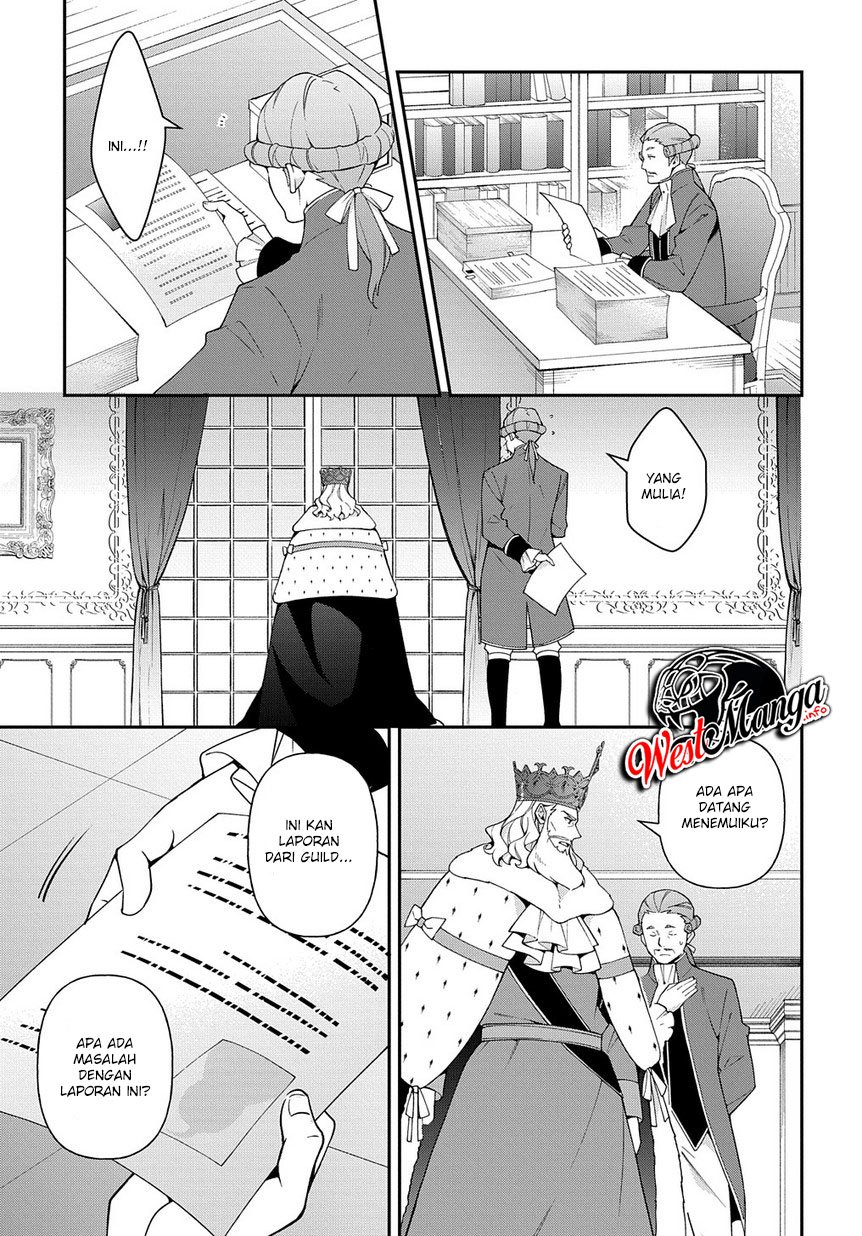 INI...!!
YANG
MULIA!
WestManga
.info
ADA APA
DATANG
MENEMUIKU?
INI KAN
LAPORAN
DARI GUILD...
APA ADA
MASALAH
DENGAN
LAPORAN INI?